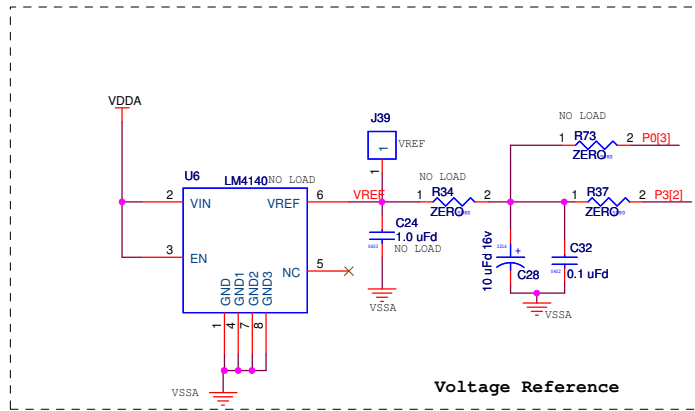 NO LOAD
R73
1 2 P0[3]
ZERO
VDDA
J39
1
VREF
1
U6 LM4140 NO LOAD
NO LOAD
2 VIN VREF 6 VREF 1 R34 2 1 R37 2 P3[2]
ZERO ZERO
C24
1.0 uFd
NO LOAD
3 EN
NC 5
10 uFd 16v
+
C28
C32
0.1 uFd
GND
GND1
GND2
GND3
1
4
7
8
VSSA
VSSA
VSSA
Voltage Reference